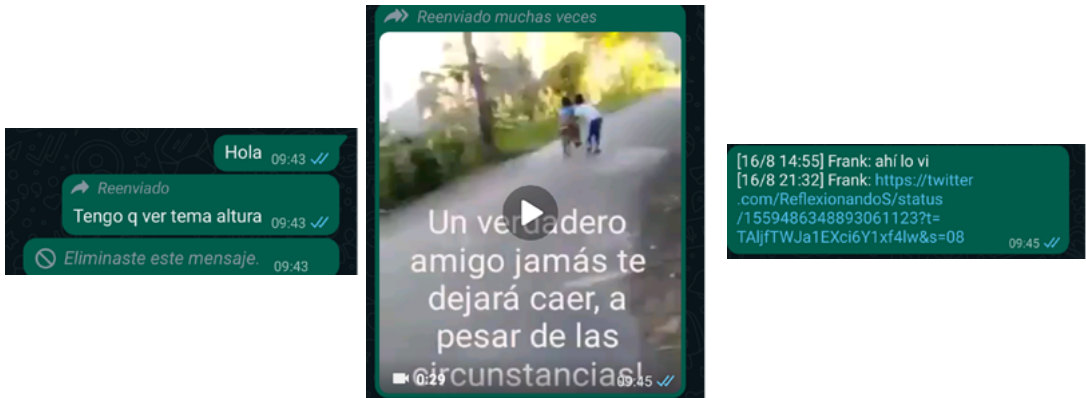 Hola 09:43
Reenviado
Tengo q ver tema altura 09:43
Eliminaste este mensaje. 09:43
Reenviado muchas veces
Un verdadero
amigo jamás te
dejará caer, a
pesar de las
circunstancias!
0:29 09:45
[16/8 14:55] Frank: ahí lo vi
[16/8 21:32] Frank: https://twitter
.com/ReflexionandoS/status
/1559486348893061123?t=
TAljfTWJa1EXci6Y1xf4lw&s=08
09:45